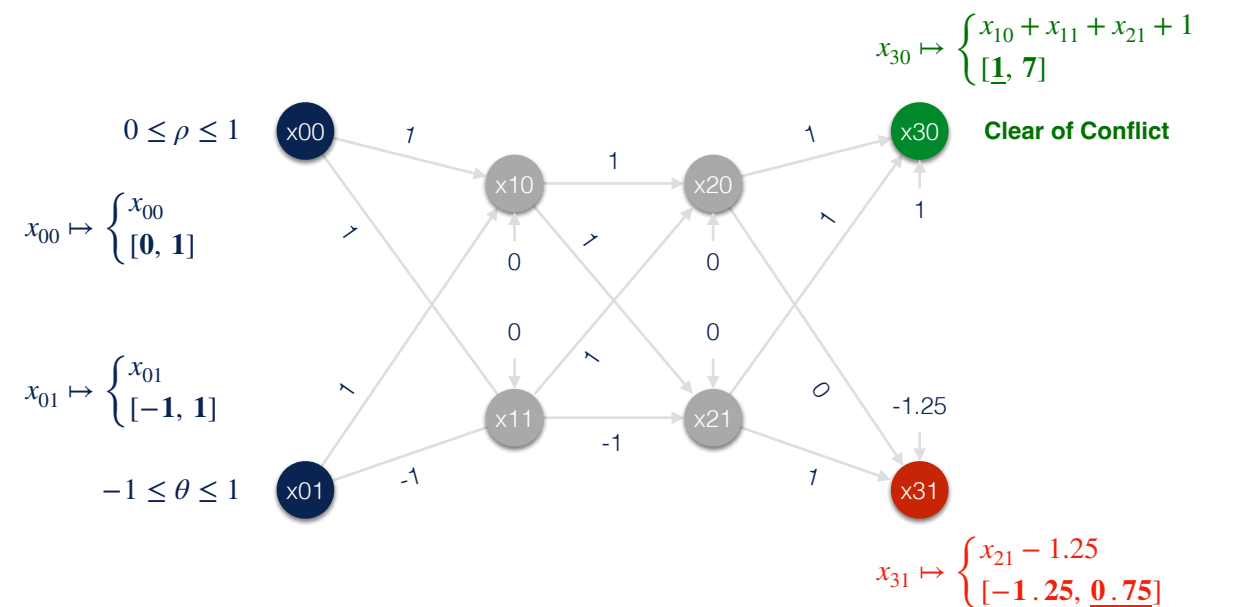 x₃₀ ↦ { x₁₀ + x₁₁ + x₂₁ + 1
[1, 7]
0 ≤ ρ ≤ 1
x00
1
1
x30
Clear of Conflict
x10
1
x20
x₀₀ ↦ { x₀₀
[0, 1]
1
1
1
1
0
0
0
0
x₀₁ ↦ { x₀₁
[−1, 1]
1
1
0
-1.25
x11
-1
x21
−1 ≤ θ ≤ 1
x01
-1
1
x31
x₃₁ ↦ { x₂₁ − 1.25
[−1.25, 0.75]